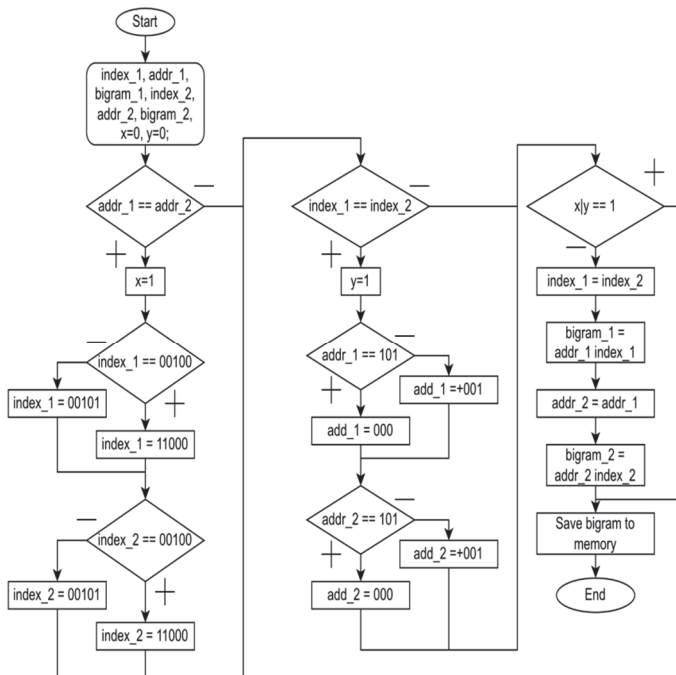 Start
index_1, addr_1,
bigram_1, index_2,
addr_2, bigram_2,
x=0, y=0;
addr_1 == addr_2
+
−
x=1
index_1 == 00100
−
+
index_1 = 00101
index_1 = 11000
index_2 == 00100
−
+
index_2 = 00101
index_2 = 11000
index_1 == index_2
−
+
y=1
addr_1 == 101
−
+
add_1 =+001
add_1 = 000
addr_2 == 101
−
+
add_2 =+001
add_2 = 000
x|y == 1
+
−
index_1 = index_2
bigram_1 =
addr_1 index_1
addr_2 = addr_1
bigram_2 =
addr_2 index_2
Save bigram to
memory
End